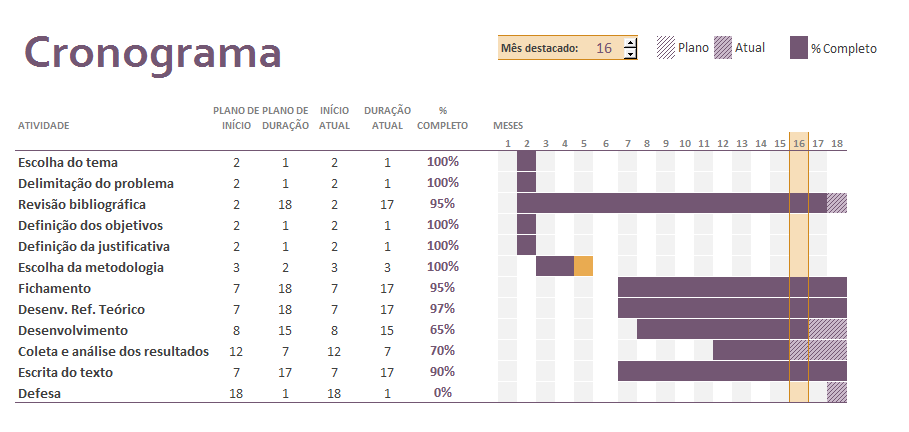 Cronograma
Mês destacado: 16
Plano
Atual
% Completo
PLANO DE PLANO DE INÍCIO DURAÇÃO %
ATIVIDADE INÍCIO DURAÇÃO ATUAL ATUAL COMPLETO MESES
1 2 3 4 5 6 7 8 9 10 11 12 13 14 15 16 17 18
Escolha do tema 2 1 2 1 100%
Delimitação do problema 2 1 2 1 100%
Revisão bibliográfica 2 18 2 17 95%
Definição dos objetivos 2 1 2 1 100%
Definição da justificativa 2 1 2 1 100%
Escolha da metodologia 3 2 3 3 100%
Fichamento 7 18 7 17 95%
Desenv. Ref. Teórico 7 18 7 17 97%
Desenvolvimento 8 15 8 15 65%
Coleta e análise dos resultados 12 7 12 7 70%
Escrita do texto 7 17 7 17 90%
Defesa 18 1 18 1 0%